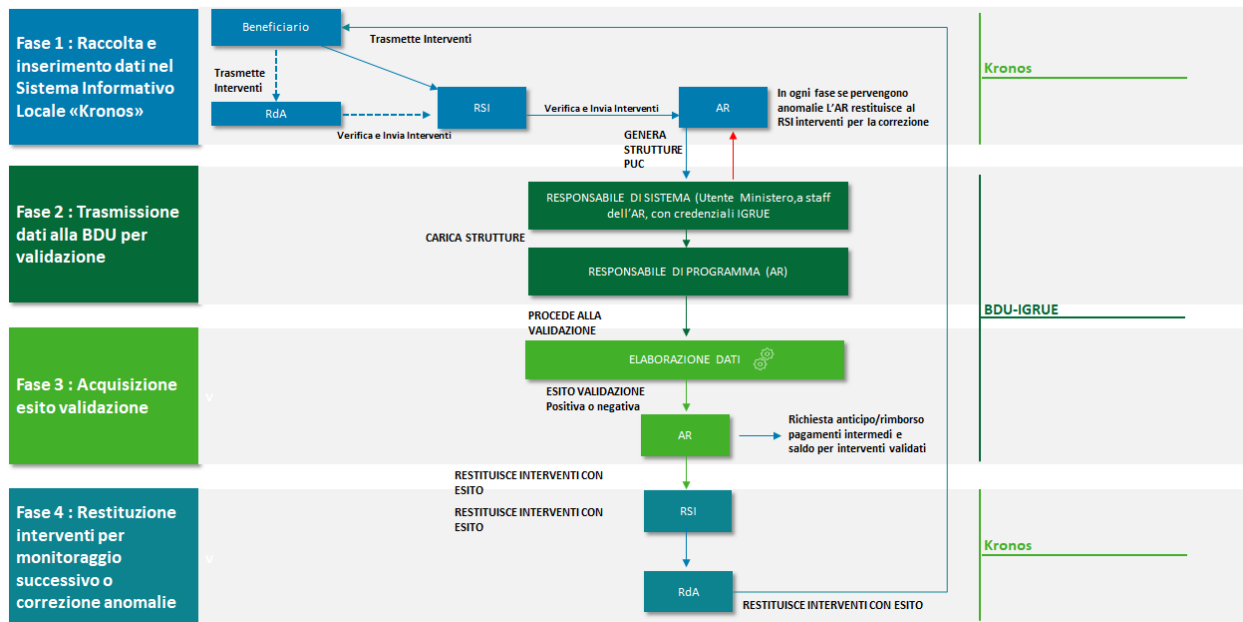 Fase 1 : Raccolta e
inserimento dati nel
Sistema Informativo
Locale «Kronos»
Beneficiario
Trasmette Interventi
Trasmette
Interventi
RdA
Verifica e Invia Interventi
RSI
Verifica e Invia Interventi
AR
In ogni fase se pervengono
anomalie L’AR restituisce al
RSI interventi per la correzione
Kronos
GENERA
STRUTTURE
PUC
Fase 2 : Trasmissione
dati alla BDU per
validazione
RESPONSABILE DI SISTEMA (Utente Ministero,a staff
dell’AR, con credenziali IGRUE
CARICA STRUTTURE
RESPONSABILE DI PROGRAMMA (AR)
BDU-IGRUE
PROCEDE ALLA
VALIDAZIONE
Fase 3 : Acquisizione
esito validazione
v
ELABORAZIONE DATI
ESITO VALIDAZIONE
Positiva o negativa
AR
Richiesta anticipo/rimborso
pagamenti intermedi e
saldo per interventi validati
RESTITUISCE INTERVENTI CON
ESITO
Fase 4 : Restituzione
interventi per
monitoraggio
successivo o
correzione anomalie
v
RESTITUISCE INTERVENTI CON
ESITO
RSI
Kronos
RdA
RESTITUISCE INTERVENTI CON ESITO